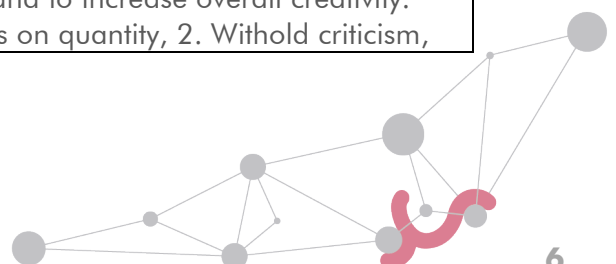 and to increase overall creativity.
s on quantity, 2. Withold criticism,
6